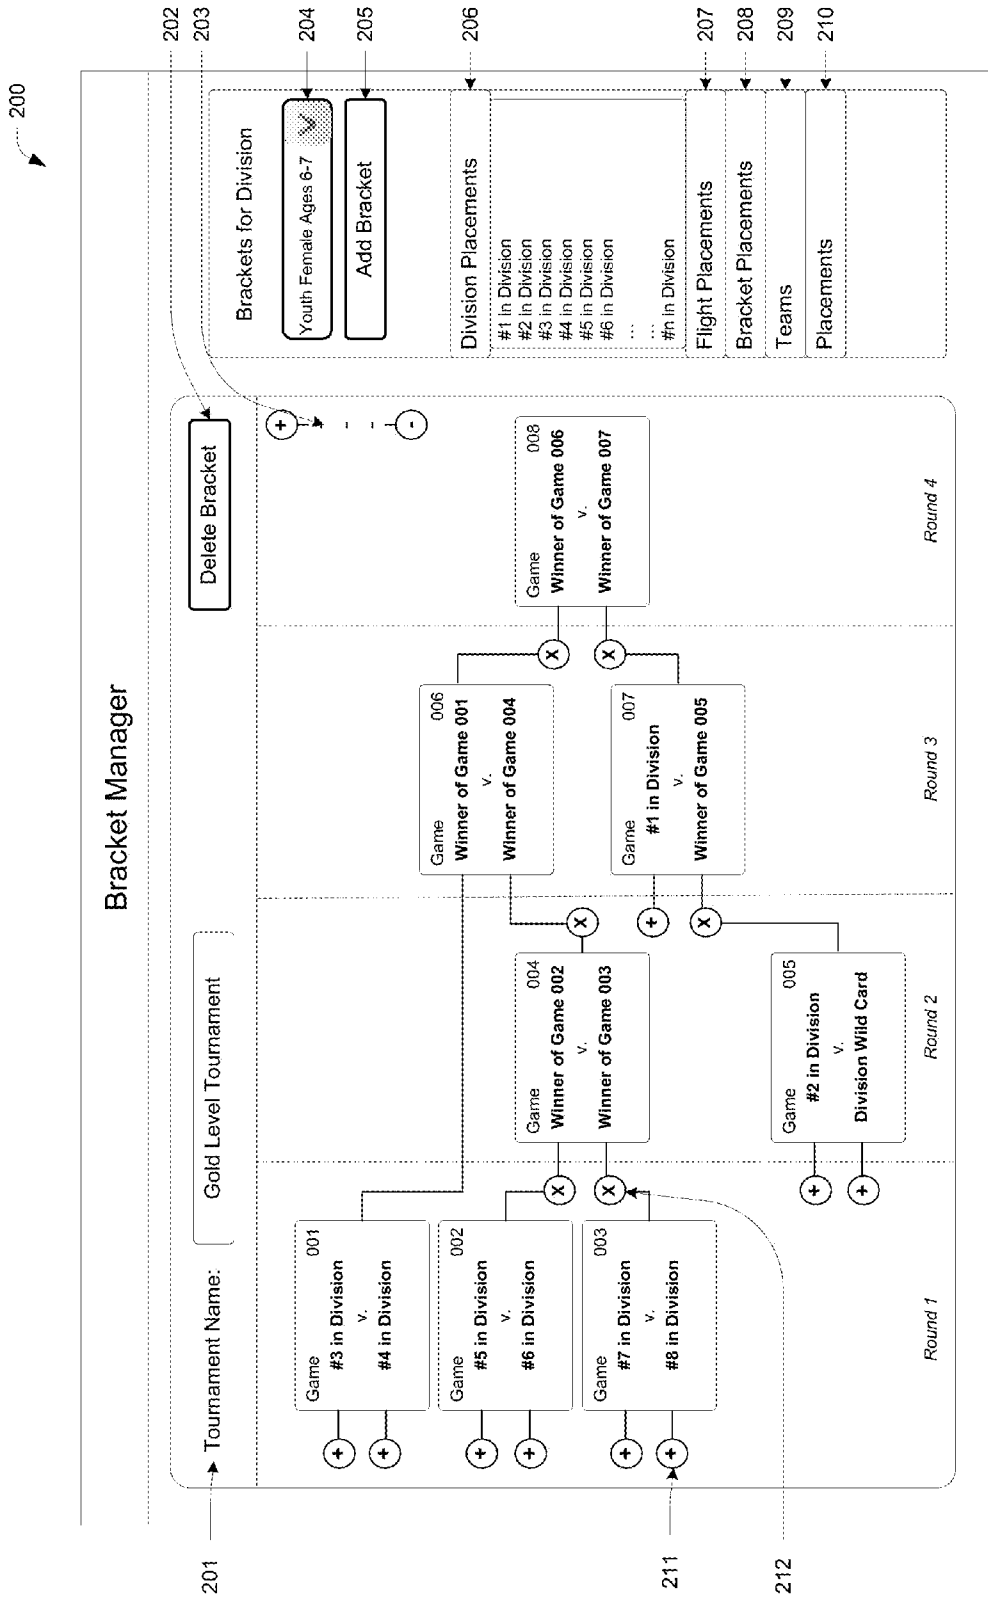 200
Bracket Manager
201
Tournament Name:
Gold Level Tournament
Delete Bracket
202
203
+
-
-
-
Game 001
#3 in Division
v.
#4 in Division
+
+
Game 002
#5 in Division
v.
#6 in Division
+
+
Game 003
#7 in Division
v.
#8 in Division
+
+
211
212
Round 1
X
X
Game 004
Winner of Game 002
v.
Winner of Game 003
Game 005
#2 in Division
v.
Division Wild Card
+
+
Round 2
X
+
X
Game 006
Winner of Game 001
v.
Winner of Game 004
Game 007
#1 in Division
v.
Winner of Game 005
Round 3
X
X
Game 008
Winner of Game 006
v.
Winner of Game 007
Round 4
Brackets for Division
Youth Female Ages 6-7
204
Add Bracket
205
Division Placements
206
#1 in Division
#2 in Division
#3 in Division
#4 in Division
#5 in Division
#6 in Division
...
...
#n in Division
Flight Placements
207
Bracket Placements
208
Teams
209
Placements
210